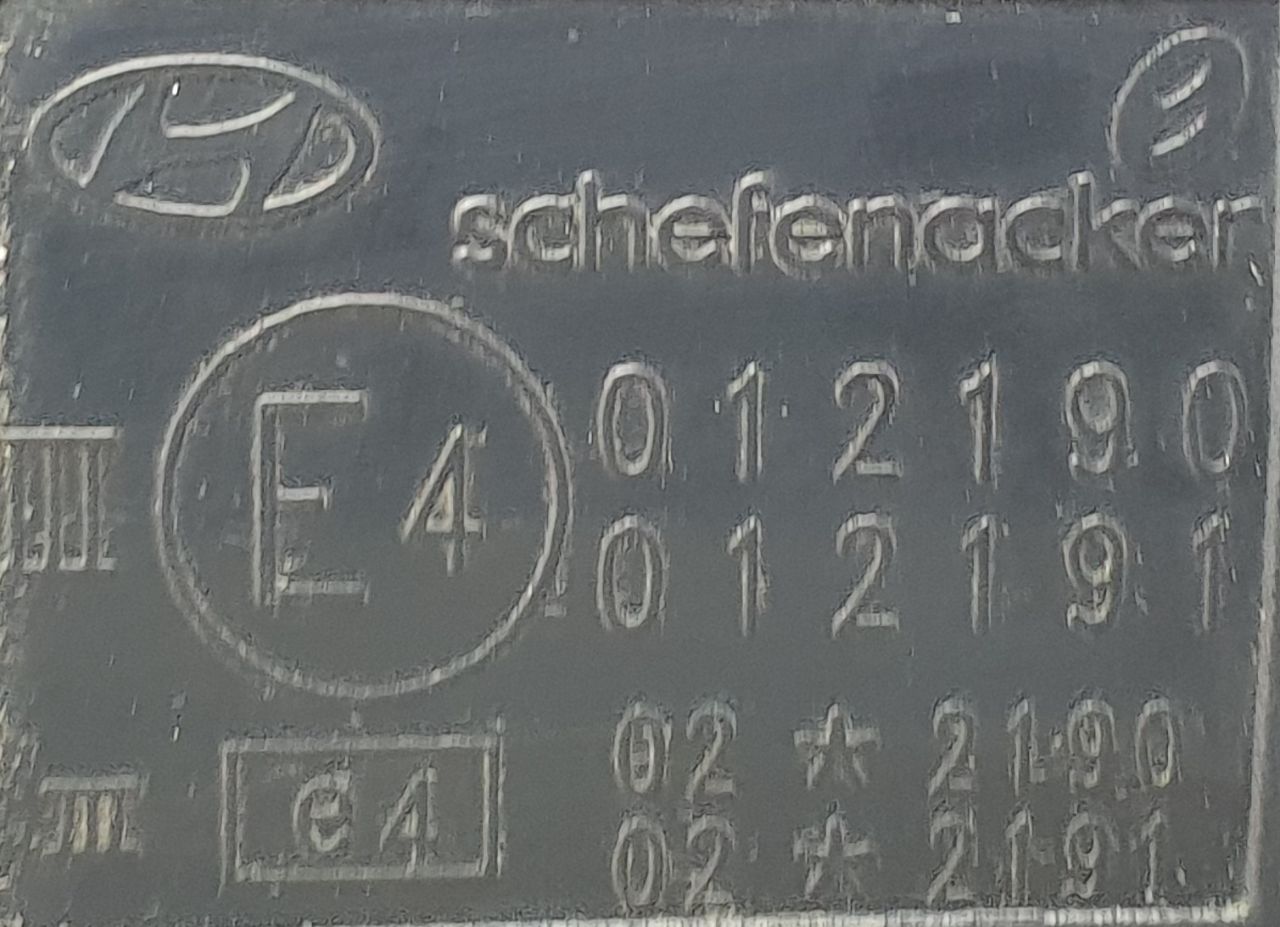 schefenacker
E4 012190
III 012191
e4 02 * 2190
III 02 * 2191